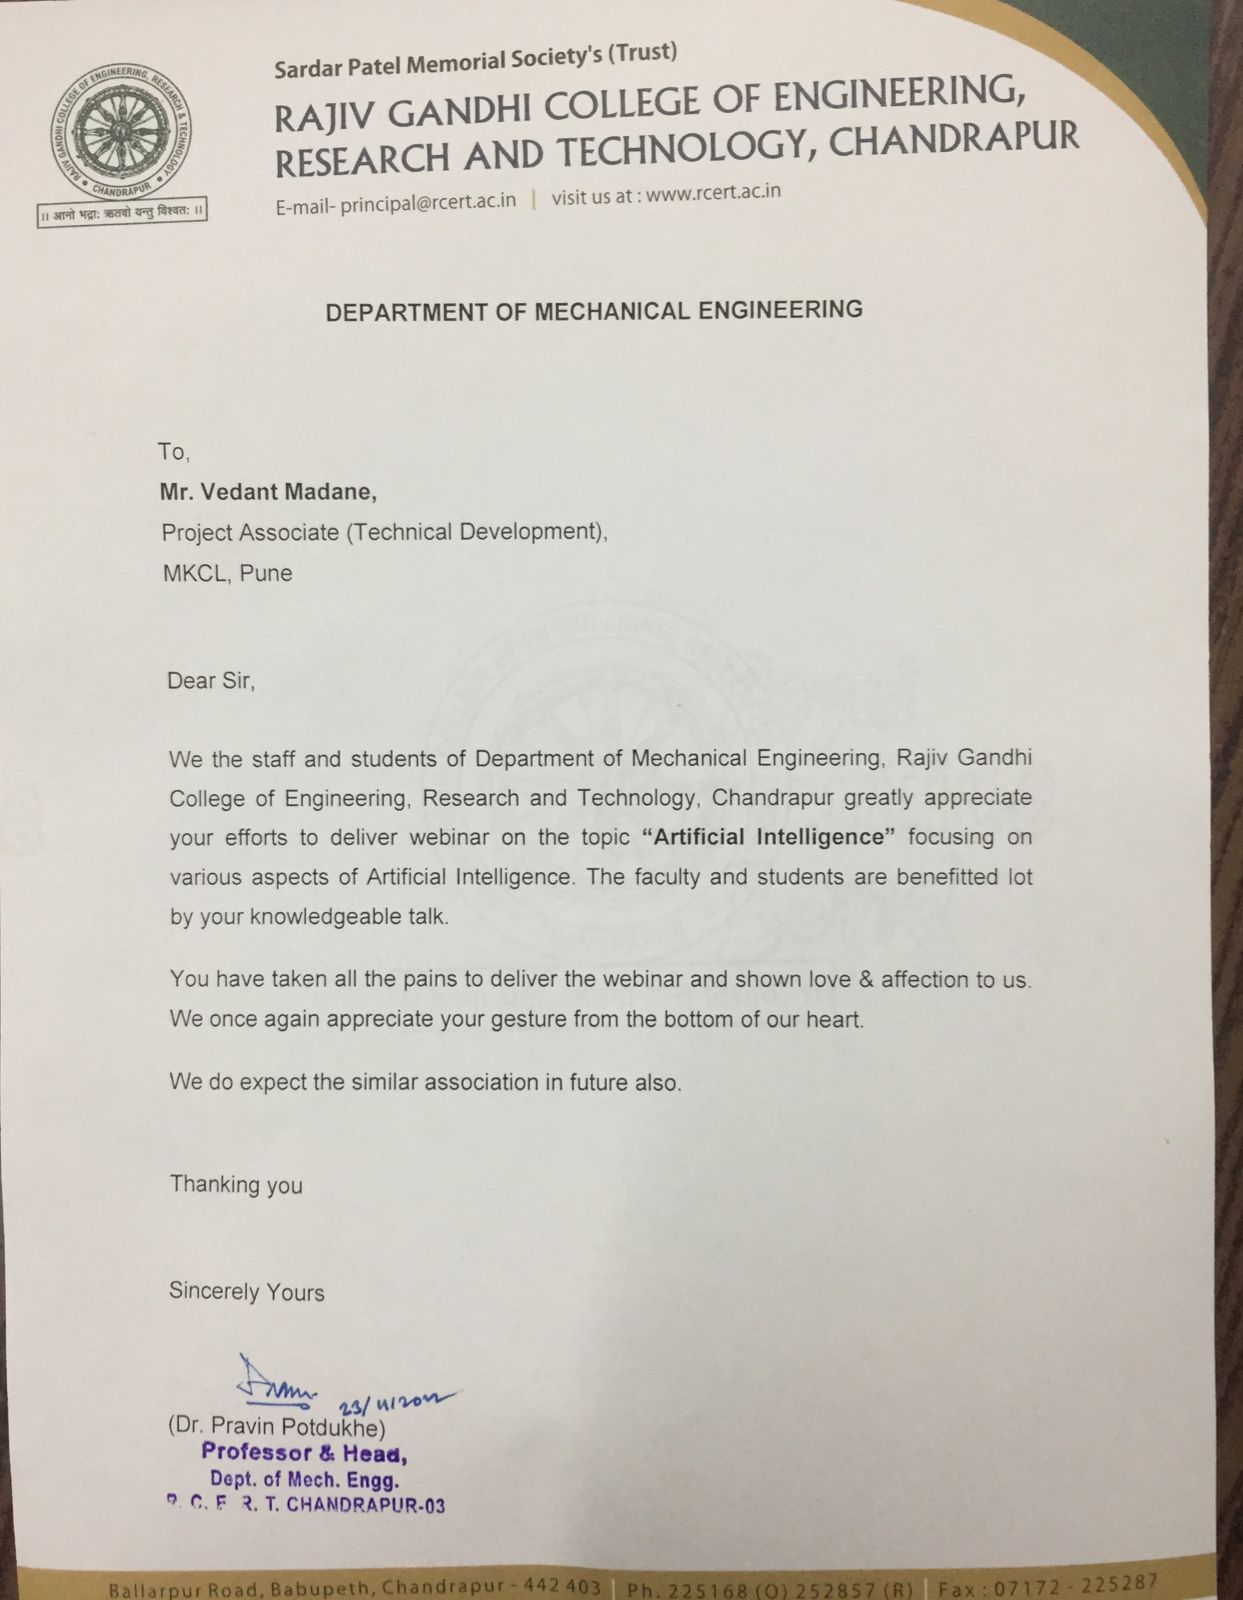 Sardar Patel Memorial Society's (Trust)
RAJIV GANDHI COLLEGE OF ENGINEERING,
RESEARCH AND TECHNOLOGY, CHANDRAPUR
E-mail- principal@rcert.ac.in | visit us at : www.rcert.ac.in
RAJIV GANDHI COLLEGE OF ENGINEERING, RESEARCH & TECHNOLOGY
• CHANDRAPUR •
।। आनो भद्राः ऋतवो यन्तु विश्वतः ।।
DEPARTMENT OF MECHANICAL ENGINEERING
To,
Mr. Vedant Madane,
Project Associate (Technical Development),
MKCL, Pune
Dear Sir,
We the staff and students of Department of Mechanical Engineering, Rajiv Gandhi
College of Engineering, Research and Technology, Chandrapur greatly appreciate
your efforts to deliver webinar on the topic “Artificial Intelligence” focusing on
various aspects of Artificial Intelligence. The faculty and students are benefitted lot
by your knowledgeable talk.
You have taken all the pains to deliver the webinar and shown love & affection to us.
We once again appreciate your gesture from the bottom of our heart.
We do expect the similar association in future also.
Thanking you
Sincerely Yours
23/11/2022
(Dr. Pravin Potdukhe)
Professor & Head,
Dept. of Mech. Engg.
R. C. E. R. T. CHANDRAPUR-03
Ballarpur Road, Babupeth, Chandrapur - 442 403 | Ph. 225168 (O) 252857 (R) | Fax : 07172 - 225287